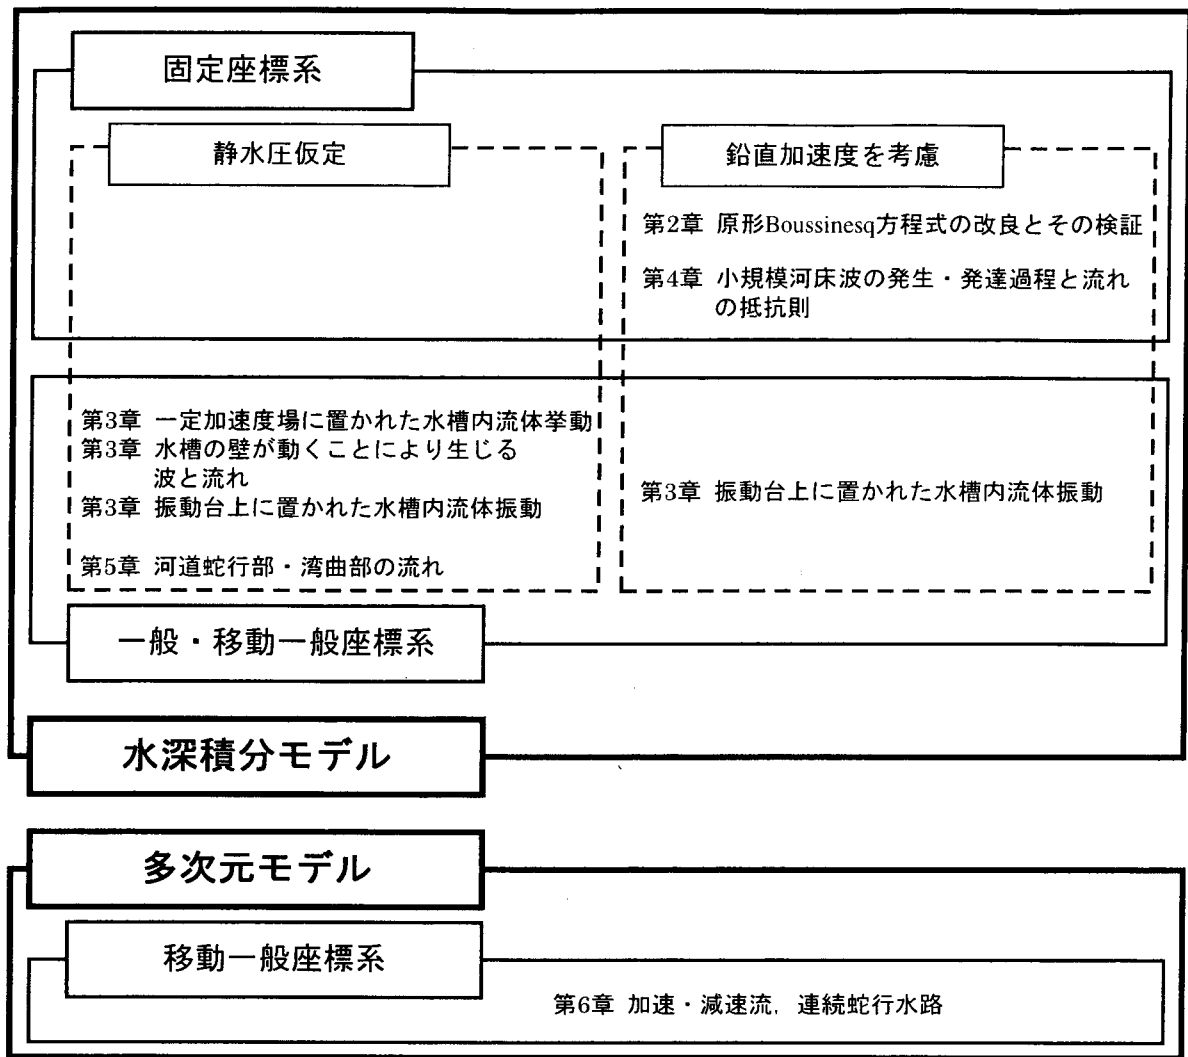 固定座標系
静水圧仮定
鉛直加速度を考慮
第2章 原形Boussinesq方程式の改良とその検証
第4章 小規模河床波の発生・発達過程と流れ
の抵抗則
第3章 一定加速度場に置かれた水槽内流体挙動
第3章 水槽の壁が動くことにより生じる
波と流れ
第3章 振動台上に置かれた水槽内流体振動
第5章 河道蛇行部・湾曲部の流れ
第3章 振動台上に置かれた水槽内流体振動
一般・移動一般座標系
水深積分モデル
多次元モデル
移動一般座標系
第6章 加速・減速流, 連続蛇行水路